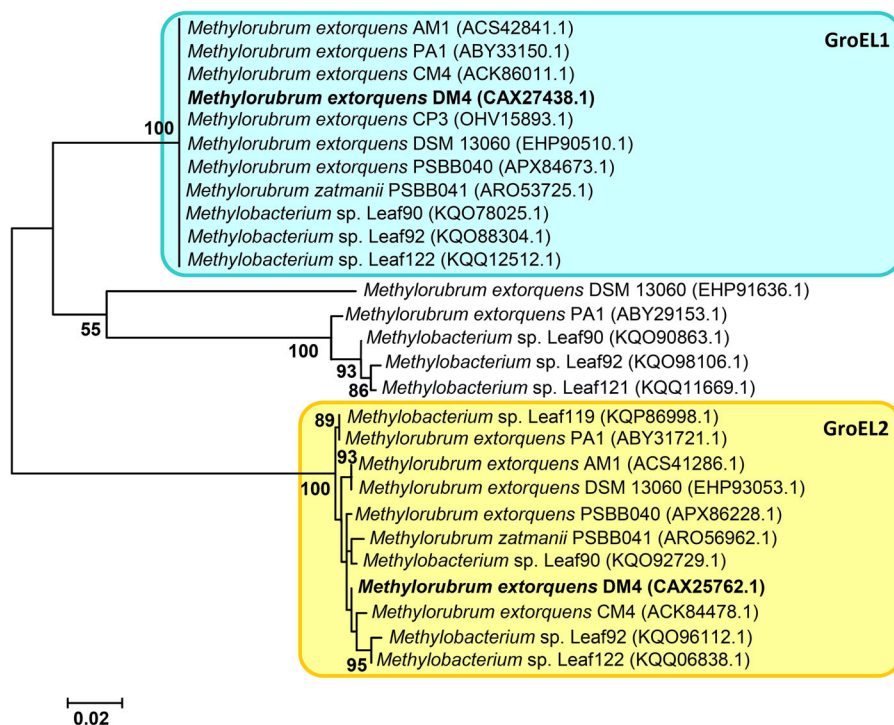 Methylorubrum extorquens AM1 (ACS42841.1)
GroEL1
Methylorubrum extorquens PA1 (ABY33150.1)
Methylorubrum extorquens CM4 (ACK86011.1)
Methylorubrum extorquens DM4 (CAX27438.1)
Methylorubrum extorquens CP3 (OHV15893.1)
100
Methylorubrum extorquens DSM 13060 (EHP90510.1)
Methylorubrum extorquens PSBB040 (APX84673.1)
Methylorubrum zatmanii PSBB041 (ARO53725.1)
Methylobacterium sp. Leaf90 (KQO78025.1)
Methylobacterium sp. Leaf92 (KQO88304.1)
Methylobacterium sp. Leaf122 (KQQ12512.1)
Methylorubrum extorquens DSM 13060 (EHP91636.1)
Methylorubrum extorquens PA1 (ABY29153.1)
55
Methylobacterium sp. Leaf90 (KQO90863.1)
100
Methylobacterium sp. Leaf92 (KQO98106.1)
93
Methylobacterium sp. Leaf121 (KQQ11669.1)
86
Methylobacterium sp. Leaf119 (KQP86998.1)
89
GroEL2
Methylorubrum extorquens PA1 (ABY31721.1)
93
Methylorubrum extorquens AM1 (ACS41286.1)
100
Methylorubrum extorquens DSM 13060 (EHP93053.1)
Methylorubrum extorquens PSBB040 (APX86228.1)
Methylorubrum zatmanii PSBB041 (ARO56962.1)
Methylobacterium sp. Leaf90 (KQO92729.1)
Methylorubrum extorquens DM4 (CAX25762.1)
Methylorubrum extorquens CM4 (ACK84478.1)
Methylobacterium sp. Leaf92 (KQO96112.1)
95
Methylobacterium sp. Leaf122 (KQQ06838.1)
0.02